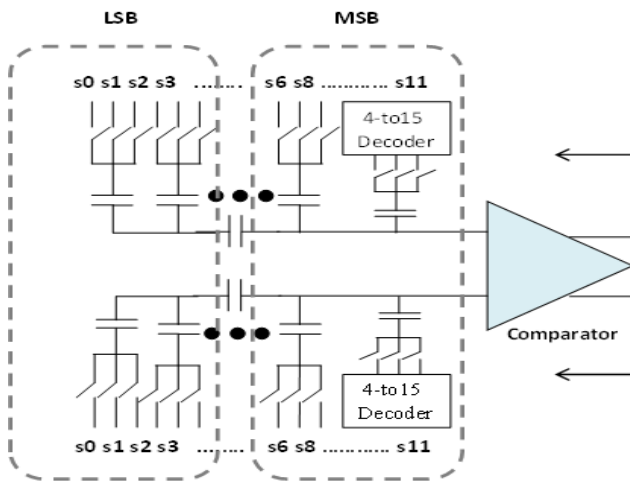 LSB MSB
s0 s1 s2 s3 ........ s6 s8 ........... s11
4-to15
Decoder
Comparator
4-to15
Decoder
s0 s1 s2 s3 ........ s6 s8 ........... s11